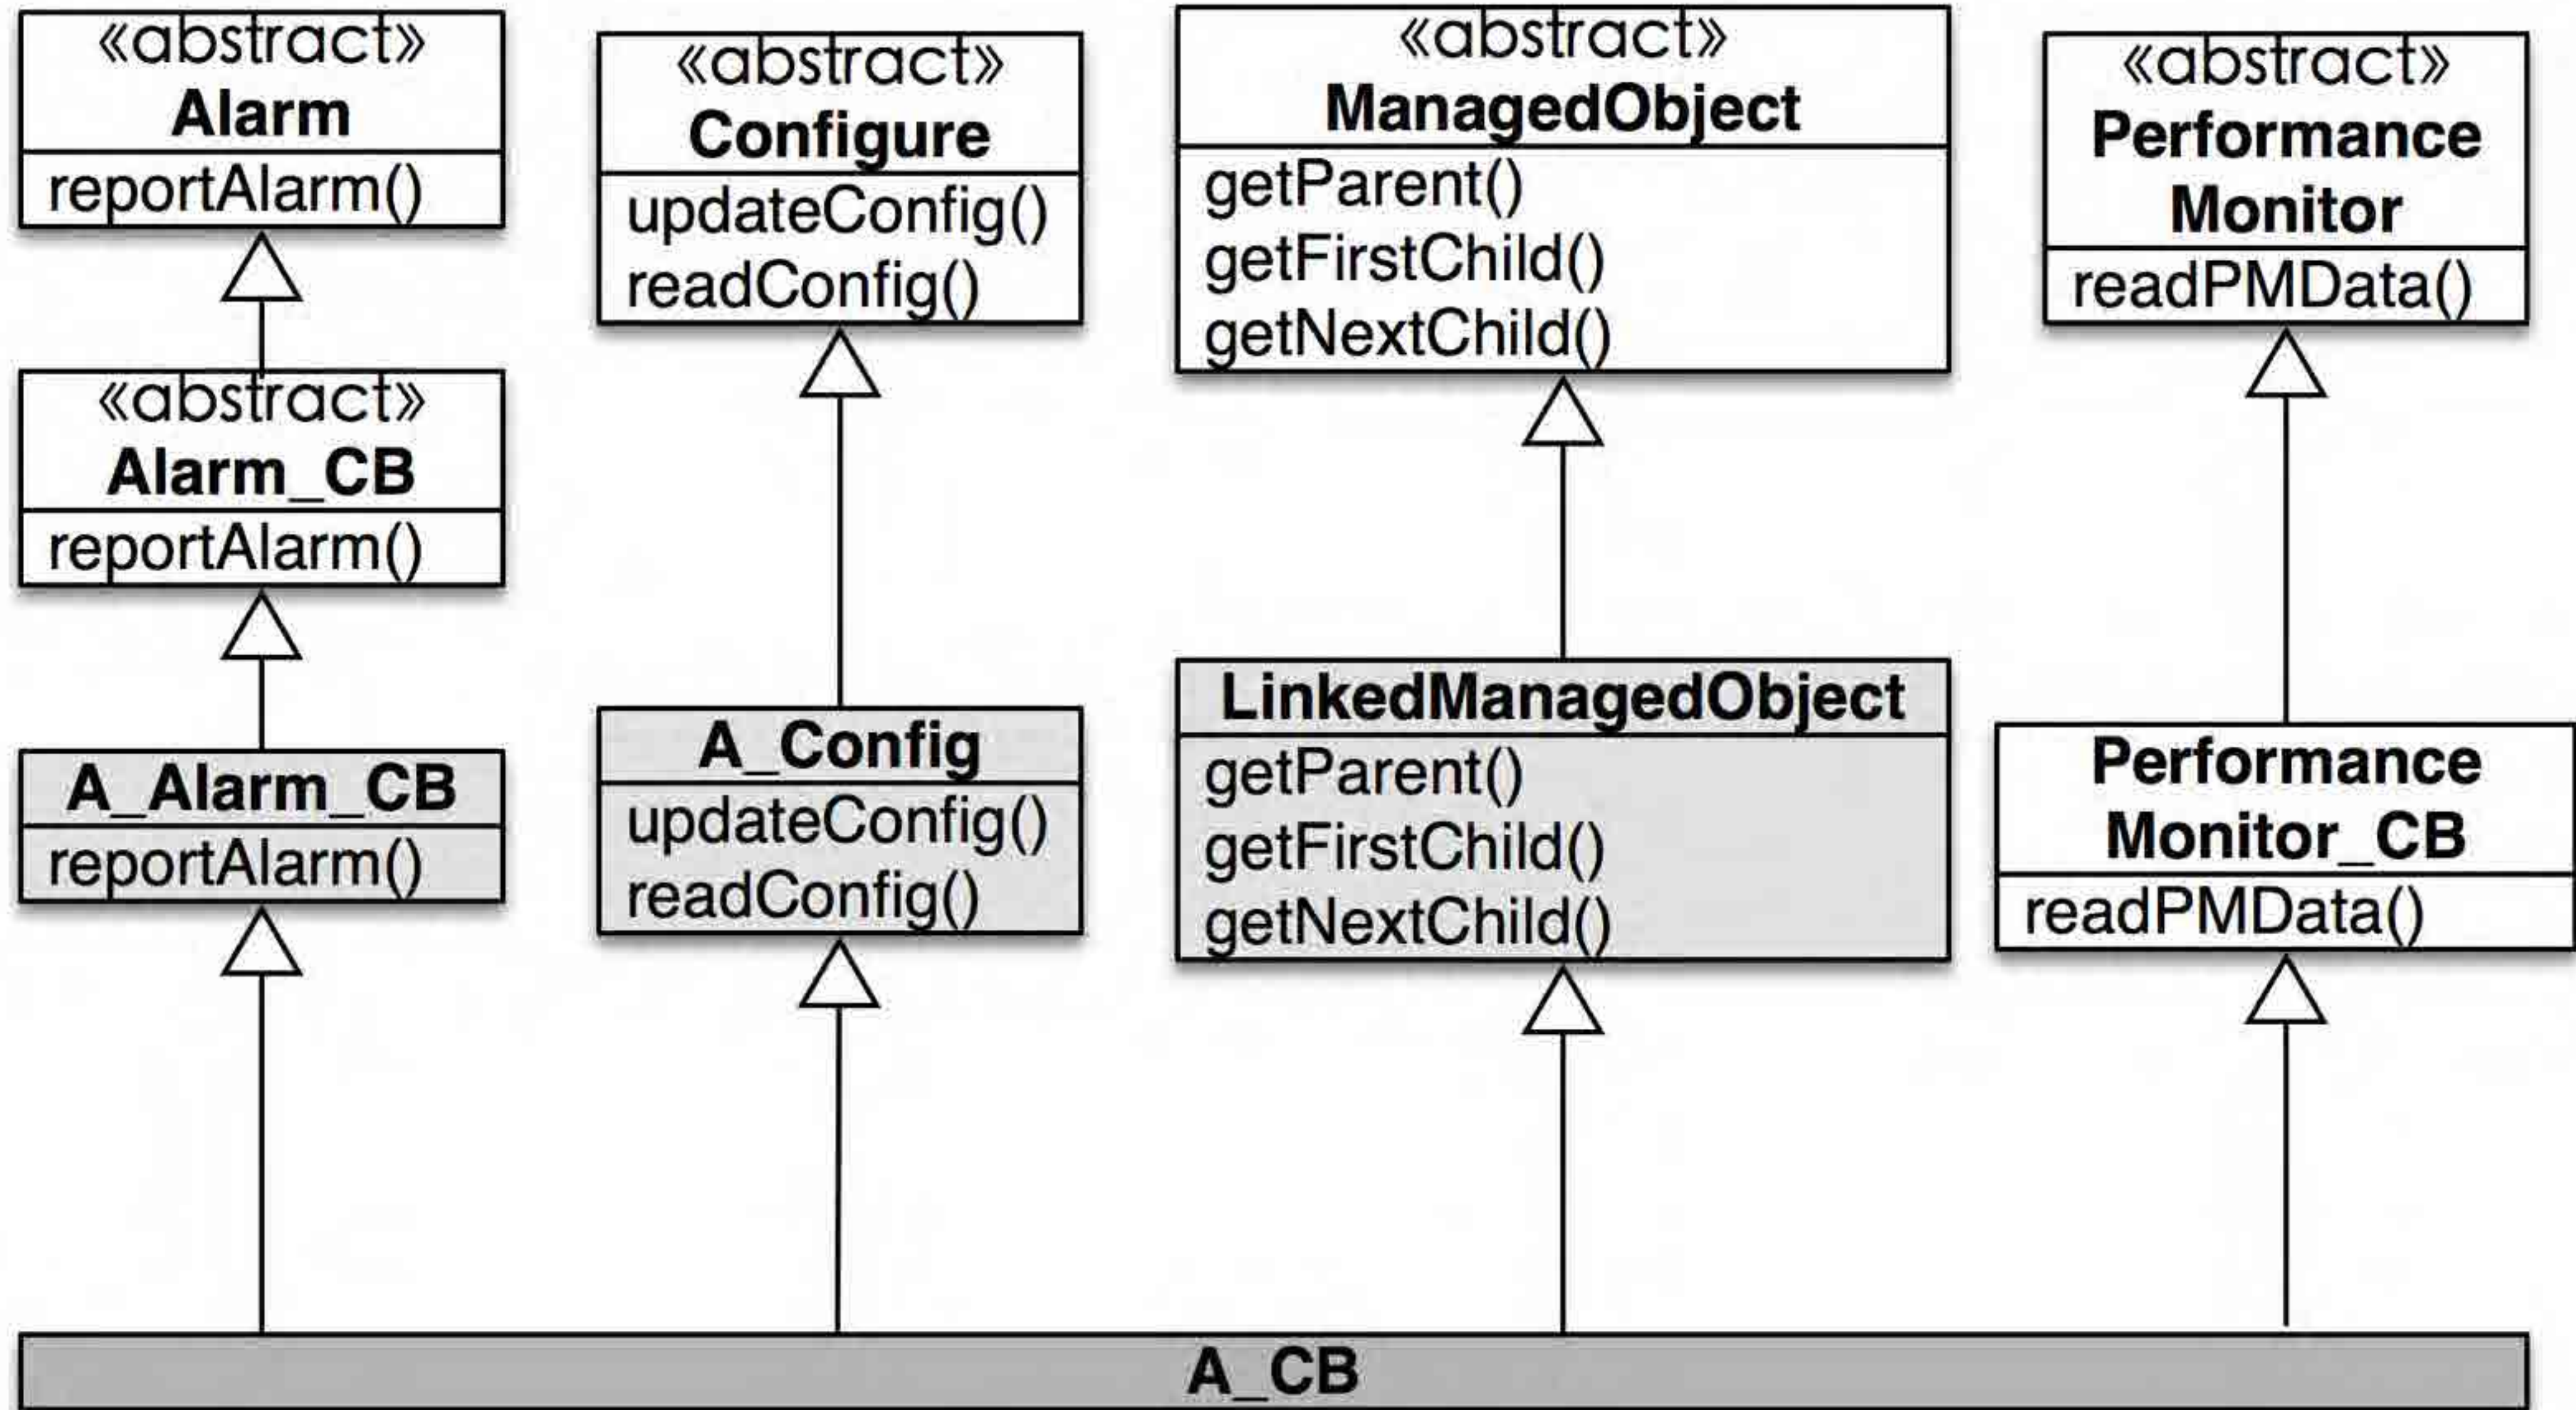 «abstract»
Alarm
reportAlarm()
«abstract»
Alarm_CB
reportAlarm()
A_Alarm_CB
reportAlarm()
«abstract»
Configure
updateConfig()
readConfig()
A_Config
updateConfig()
readConfig()
«abstract»
ManagedObject
getParent()
getFirstChild()
getNextChild()
LinkedManagedObject
getParent()
getFirstChild()
getNextChild()
«abstract»
Performance
Monitor
readPMData()
Performance
Monitor_CB
readPMData()
A_CB